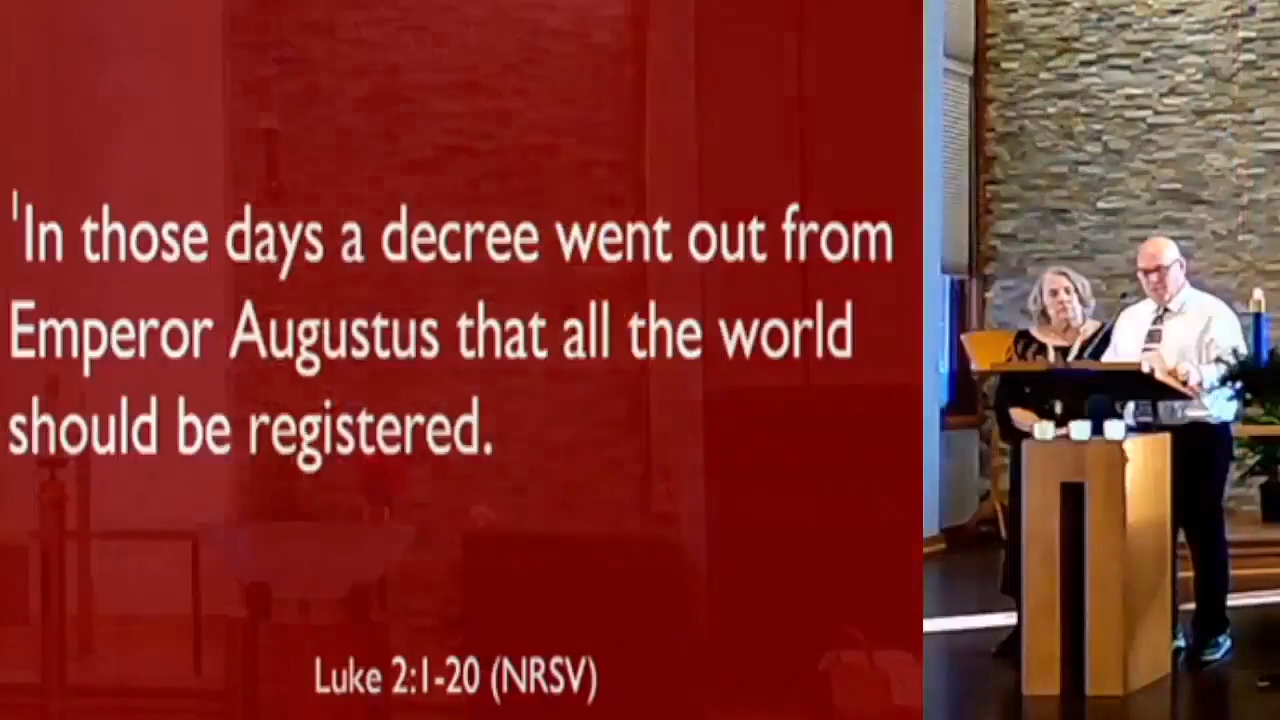 ¹In those days a decree went out from
Emperor Augustus that all the world
should be registered.
Luke 2:1-20 (NRSV)